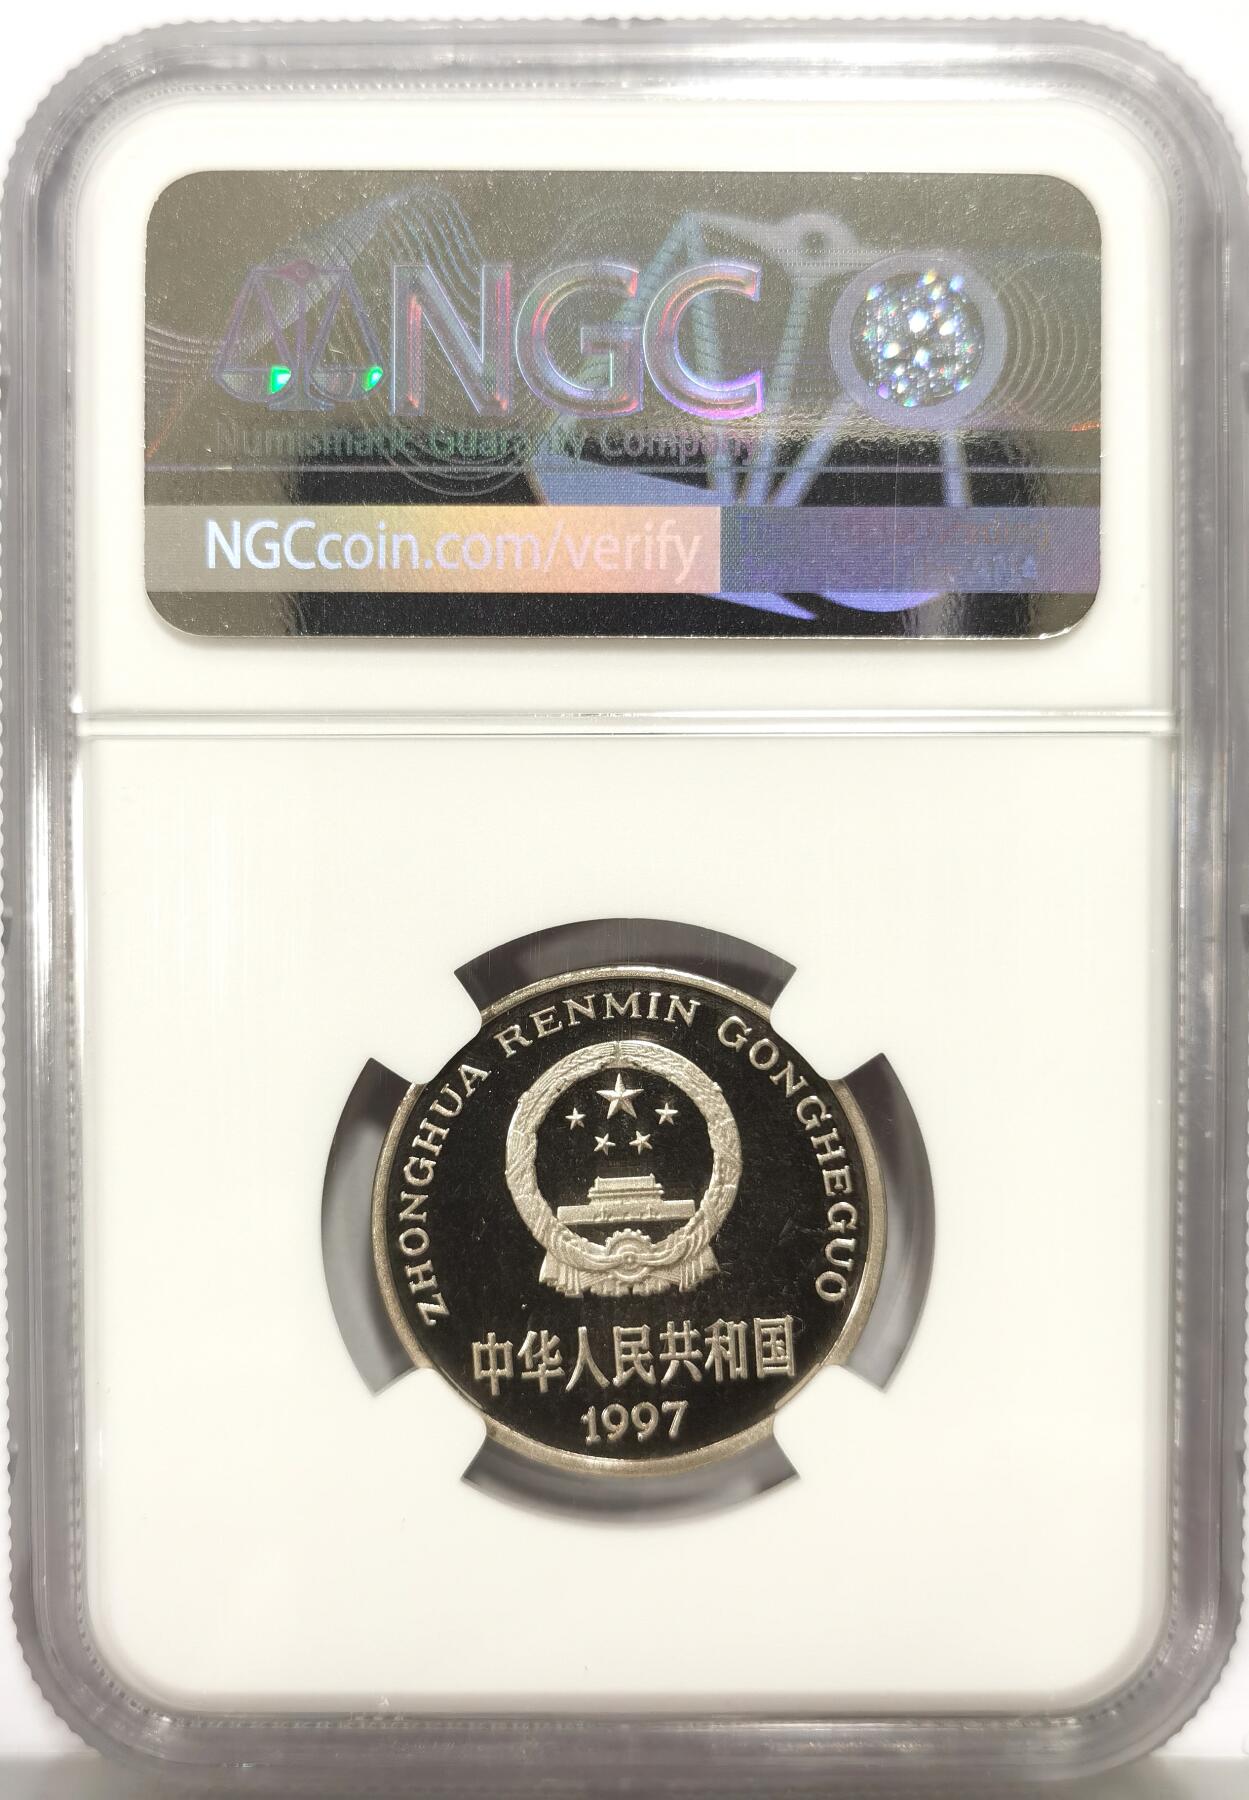 NGC
Numismatic Guaranty Company
NGCcoin.com/verify
ZHONGHUA RENMIN GONGHEGUO
中华人民共和国
1997